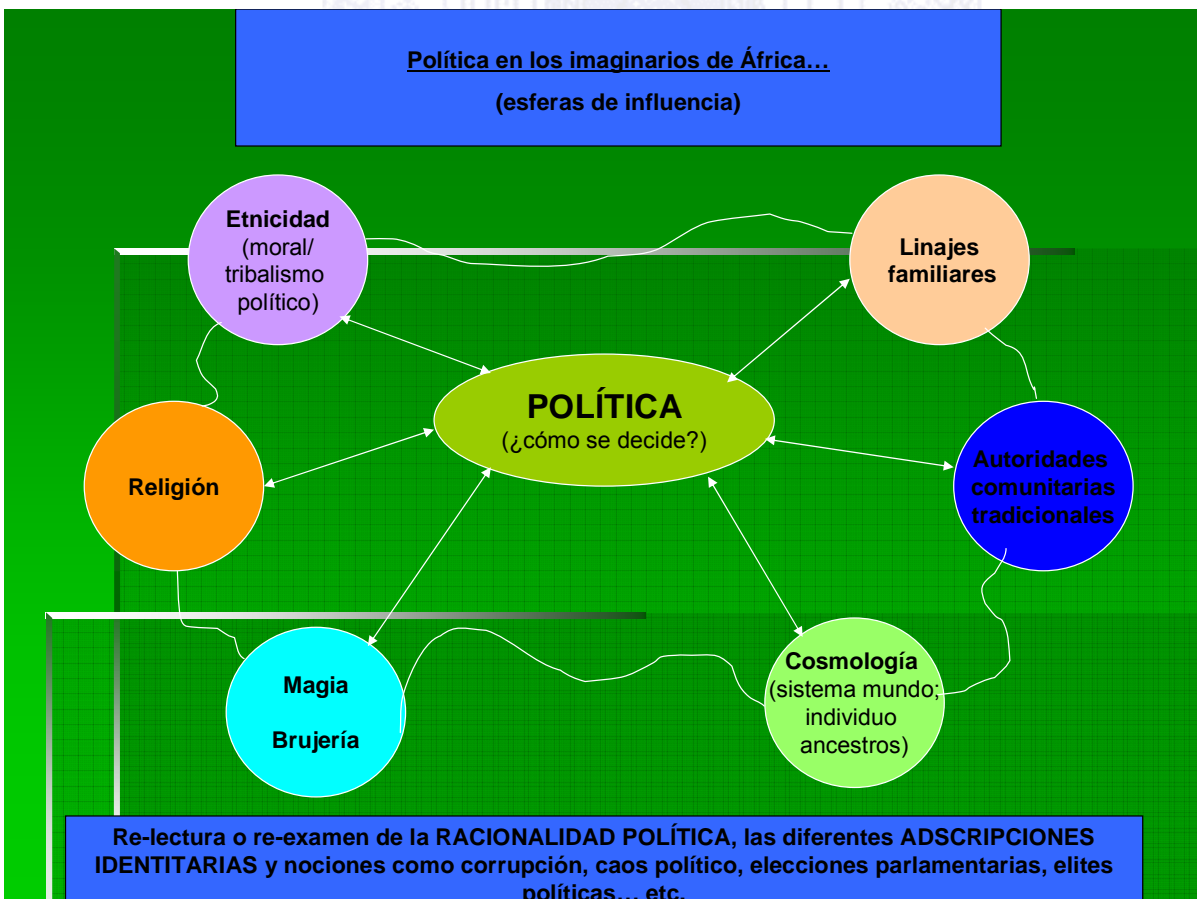 Política en los imaginarios de África…
(esferas de influencia)
Etnicidad
(moral/
tribalismo
político)
Linajes
familiares
POLÍTICA
(¿cómo se decide?)
Religión
Autoridades
comunitarias
tradicionales
Magia
Brujería
Cosmología
(sistema mundo;
individuo
ancestros)
Re-lectura o re-examen de la RACIONALIDAD POLÍTICA, las diferentes ADSCRIPCIONES
IDENTITARIAS y nociones como corrupción, caos político, elecciones parlamentarias, elites
políticas… etc.